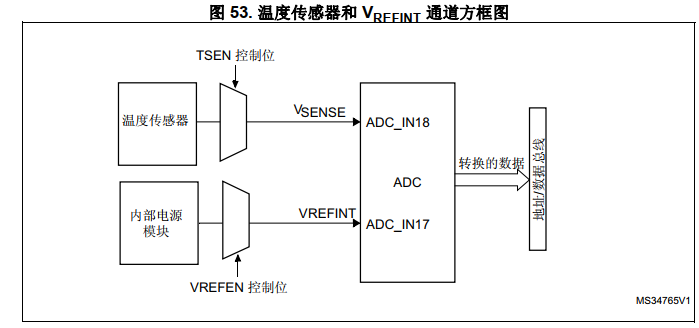 图 53. 温度传感器和 VREFINT 通道方框图
TSEN 控制位
温度传感器
VSENSE
ADC_IN18
转换的数据
地址/数据总线
ADC
内部电源
模块
VREFINT
ADC_IN17
VREFEN 控制位
MS34765V1